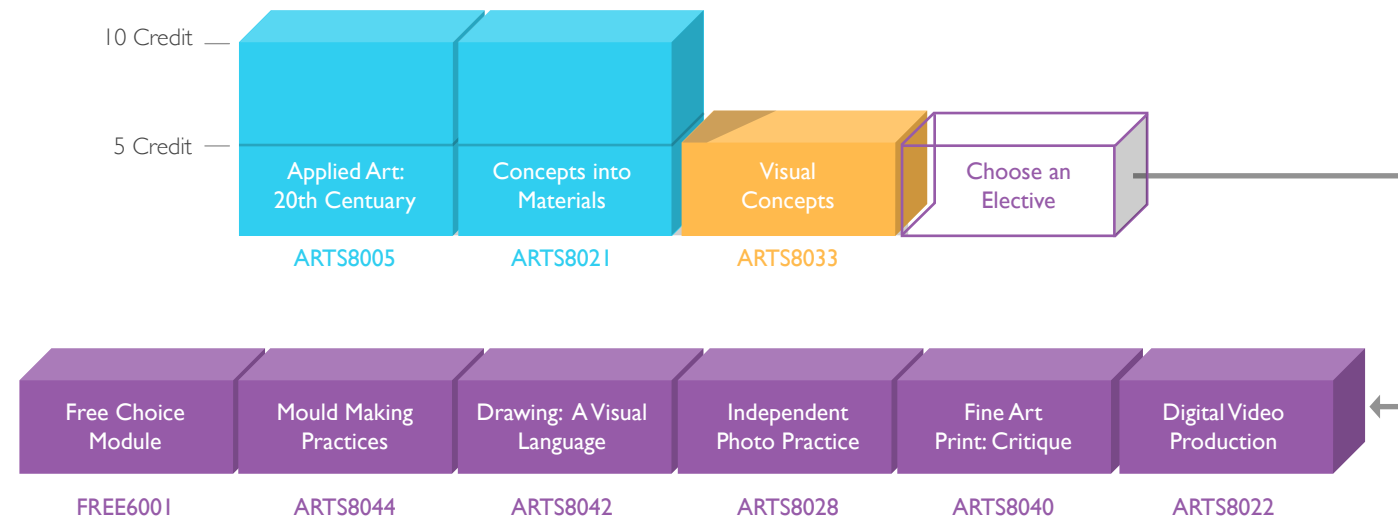 10 Credit
5 Credit
Applied Art:
20th Centuary
Concepts into
Materials
Visual
Concepts
Choose an
Elective
ARTS8005
ARTS8021
ARTS8033
Free Choice
Module
Mould Making
Practices
Drawing: A Visual
Language
Independent
Photo Practice
Fine Art
Print: Critique
Digital Video
Production
FREE6001
ARTS8044
ARTS8042
ARTS8028
ARTS8040
ARTS8022